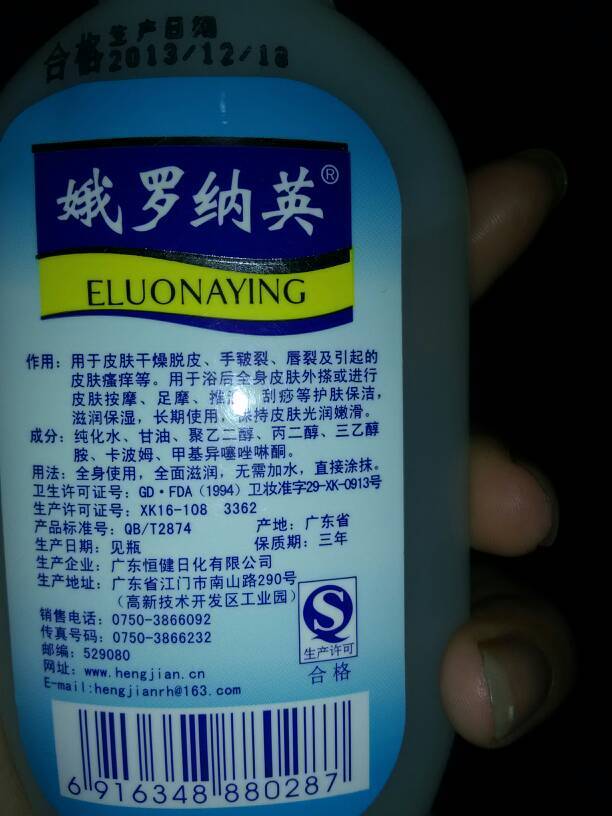 生产日期
合格2013/12/18
娥罗纳英®
ELUONAYING
作用：用于皮肤干燥脱皮、手皲裂、唇裂及引起的
皮肤瘙痒等。用于浴后全身皮肤外搽或进行
皮肤按摩、足摩、推 、刮痧等护肤保洁，
滋润保湿，长期使用，保持皮肤光润嫩滑。
成分：纯化水、甘油、聚乙二醇、丙二醇、三乙醇
胺、卡波姆、甲基异噻唑啉酮。
用法：全身使用，全面滋润，无需加水，直接涂抹。
卫生许可证号：GD·FDA（1994）卫妆准字29-XK-0913号
生产许可证号：XK16-108 3362
产品标准号：QB/T2874 产地：广东省
生产日期：见瓶 保质期：三年
生产企业：广东恒健日化有限公司
生产地址：广东省江门市南山路290号
（高新技术开发区工业园）
销售电话：0750-3866092
传真号码：0750-3866232
邮编：529080
网址：www.hengjian.cn
E-mail:hengjianrh@163.com
生产许可
合格
6916348880287